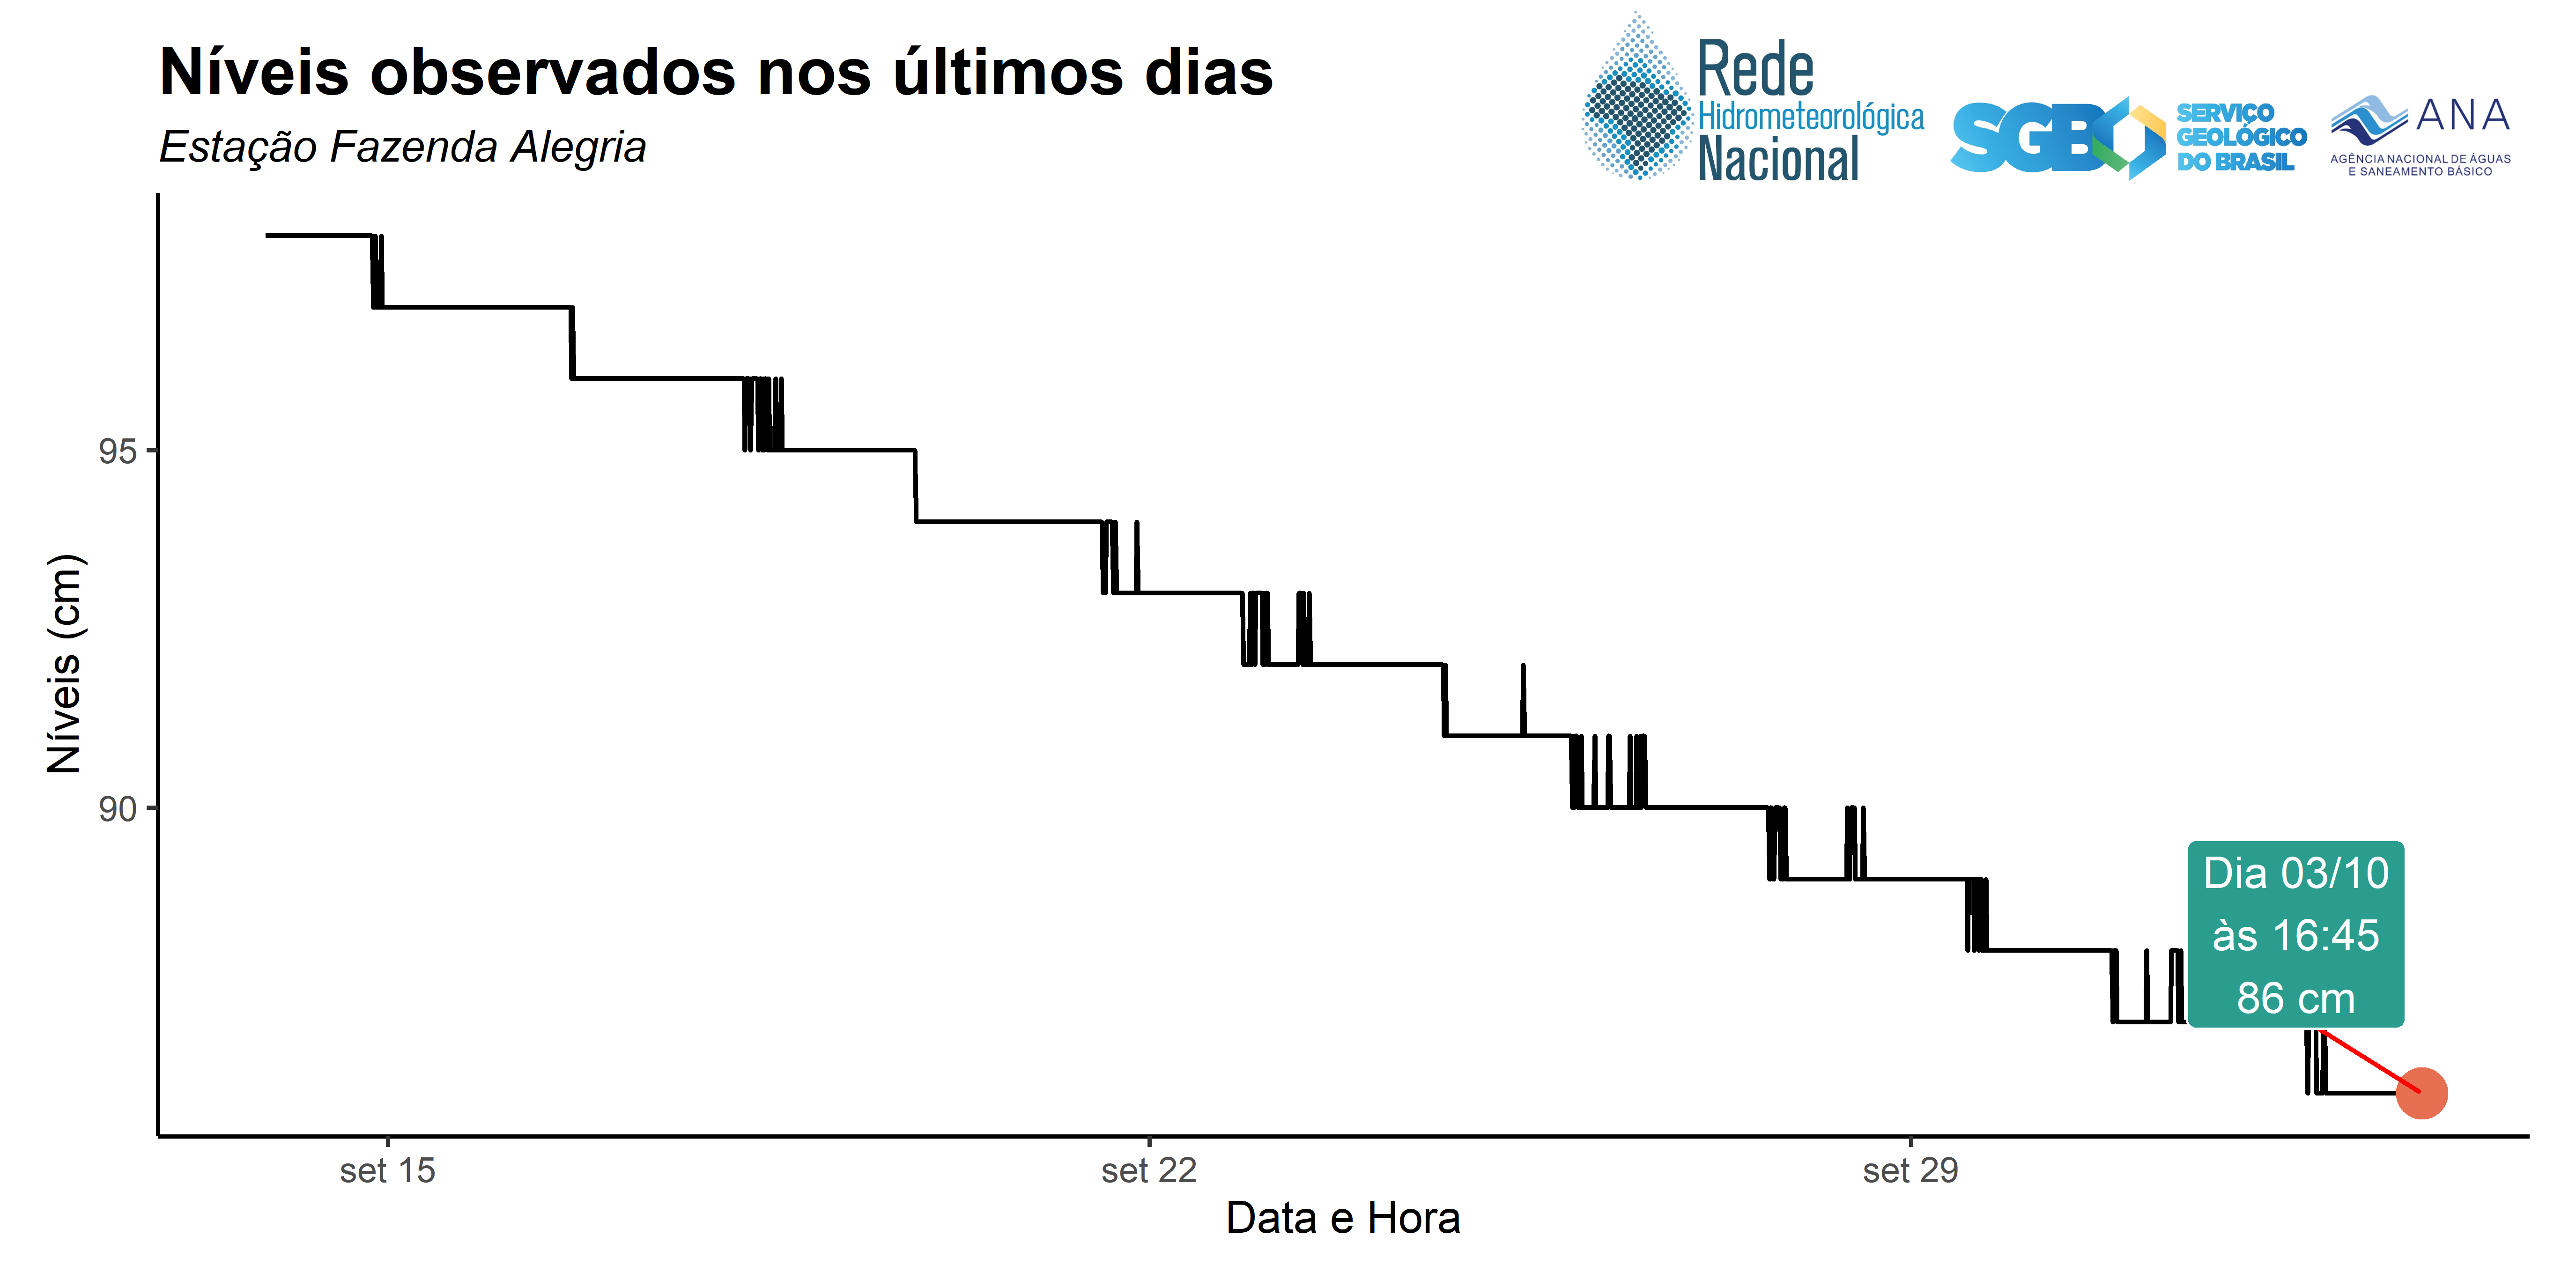 Níveis observados nos últimos dias
Estação Fazenda Alegria
Rede
Hidrometeorológica
Nacional
SGB
SERVIÇO
GEOLÓGICO
DO BRASIL
ANA
AGÊNCIA NACIONAL DE ÁGUAS
E SANEAMENTO BÁSICO
Níveis (cm)
95
90
Dia 03/10
às 16:45
86 cm
set 15
set 22
set 29
Data e Hora